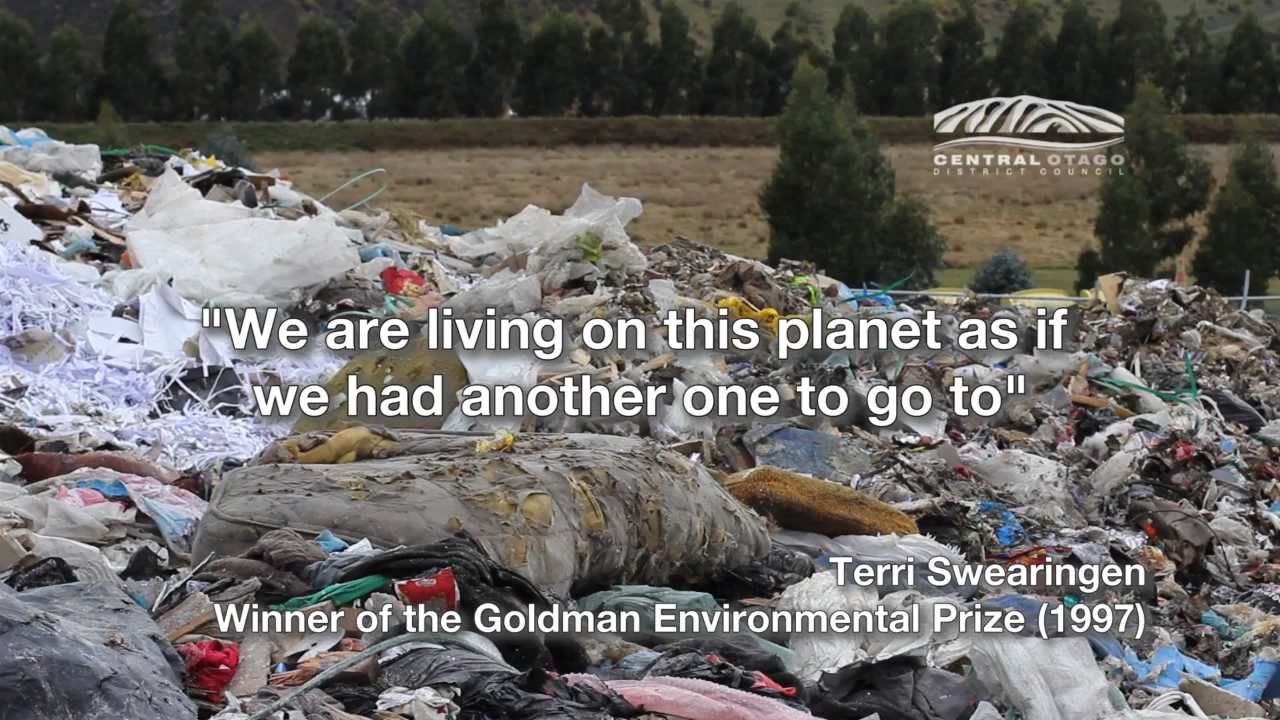 CENTRAL OTAGO
DISTRICT COUNCIL
"We are living on this planet as if
we had another one to go to"
Terri Swearingen
Winner of the Goldman Environmental Prize (1997)